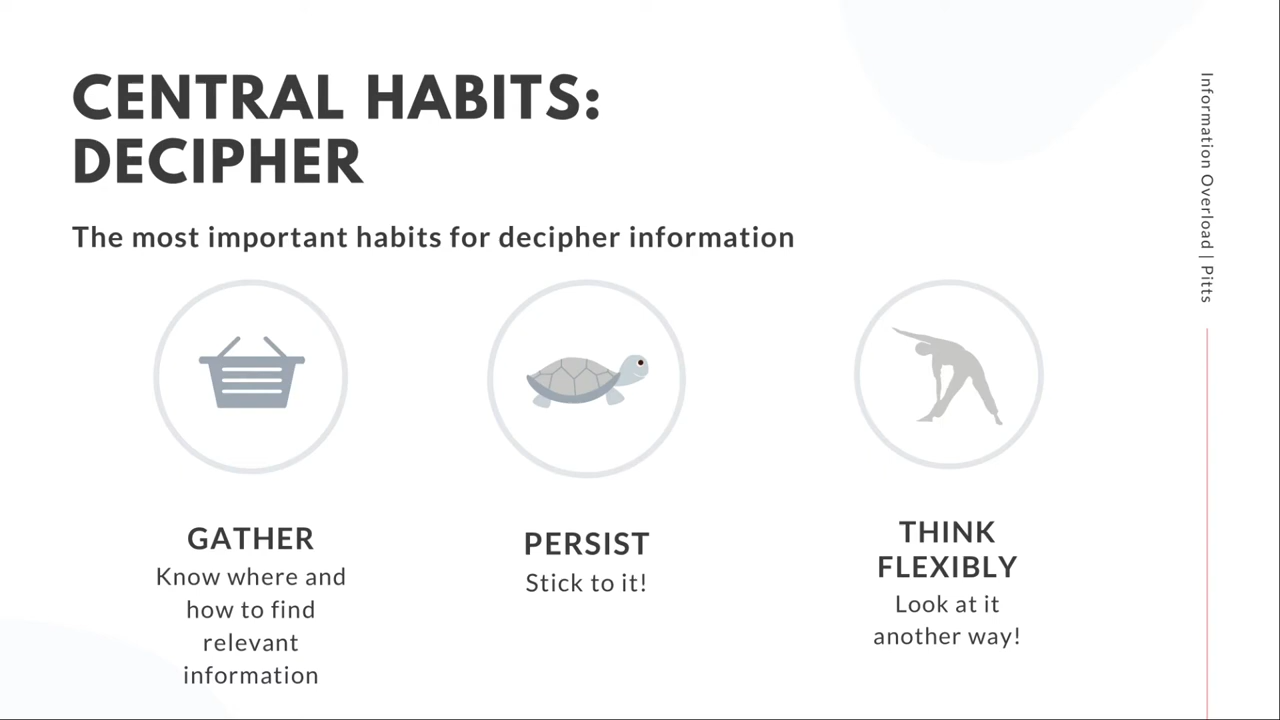 CENTRAL HABITS:
DECIPHER
The most important habits for decipher information
GATHER
Know where and
how to find
relevant
information
PERSIST
Stick to it!
THINK
FLEXIBLY
Look at it
another way!
Information Overload | Pitts